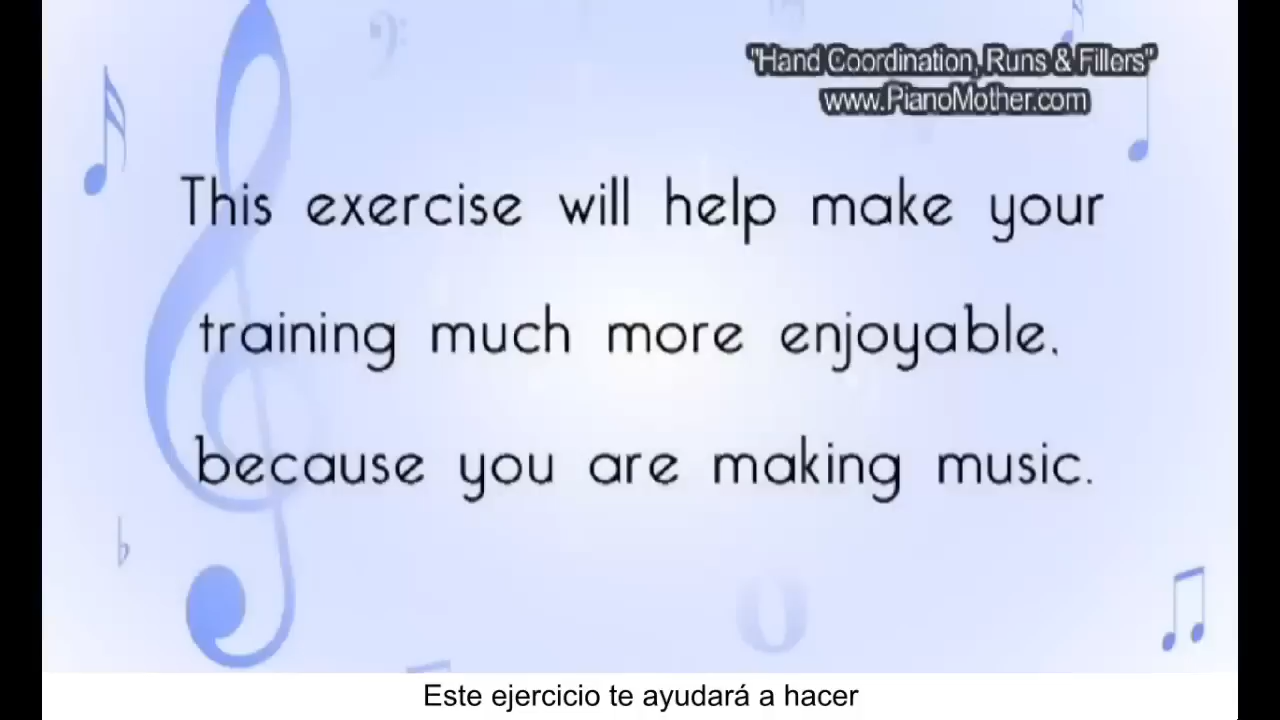 "Hand Coordination, Runs & Fillers"
www.PianoMother.com
This exercise will help make your
training much more enjoyable,
because you are making music.
Este ejercicio te ayudará a hacer